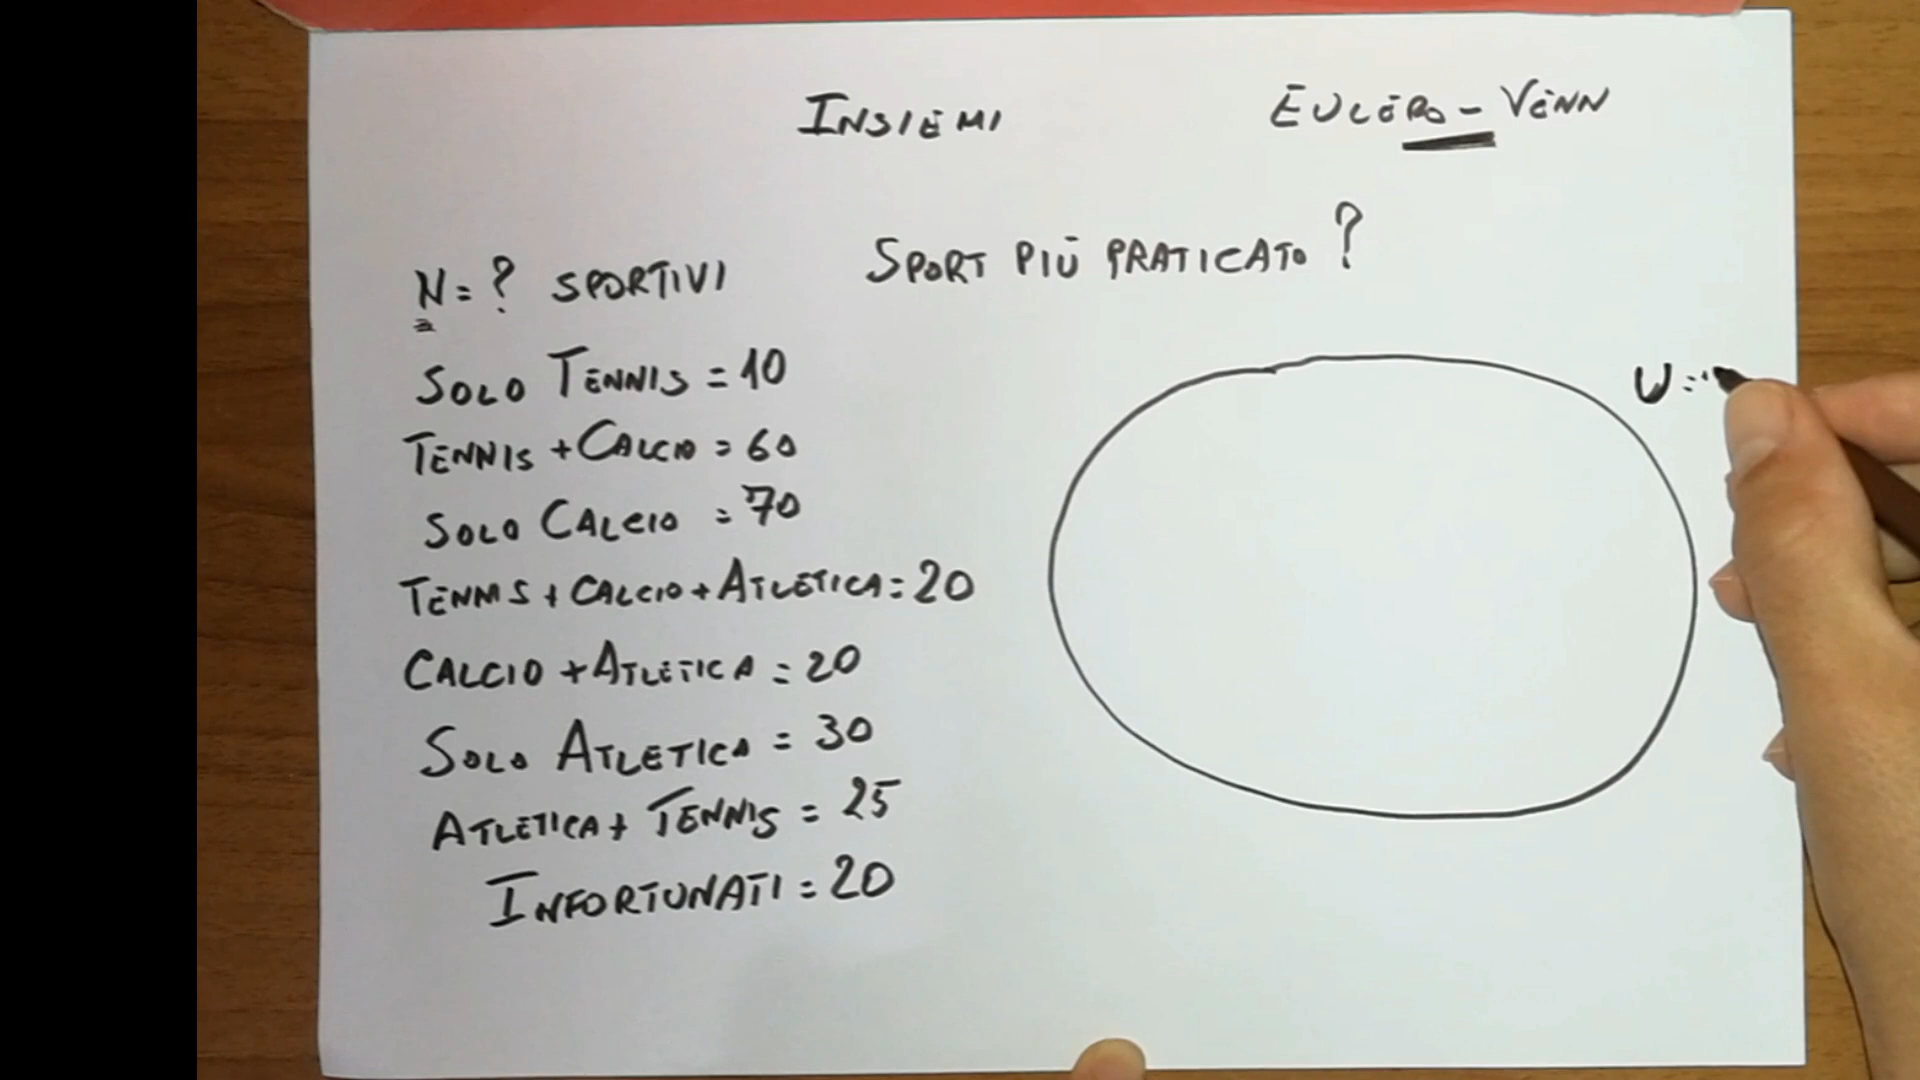 INSIEMI
EULERO - VENN
N = ? SPORTIVI
SPORT PIÙ PRATICATO?
SOLO TENNIS = 10
TENNIS + CALCIO = 60
SOLO CALCIO = 70
TENNIS + CALCIO + ATLETICA = 20
CALCIO + ATLETICA = 20
SOLO ATLETICA = 30
ATLETICA + TENNIS = 25
INFORTUNATI = 20
U =